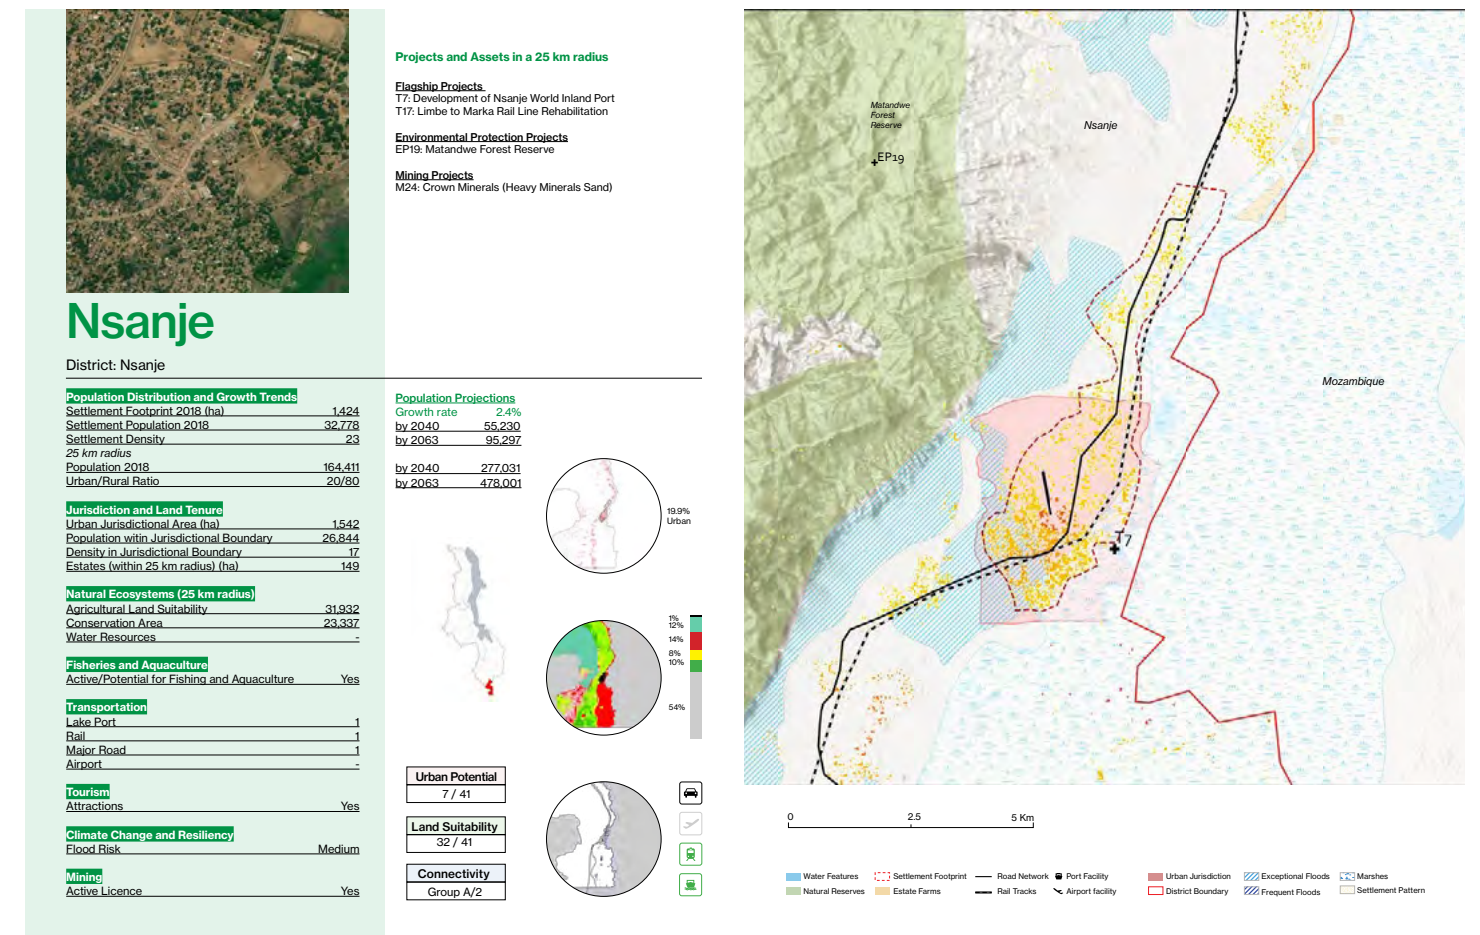 Projects and Assets in a 25 km radius
Flagship Projects
T7: Development of Nsanje World Inland Port
T17: Limbe to Marka Rail Line Rehabilitation
Environmental Protection Projects
EP19: Matandwe Forest Reserve
Mining Projects
M24: Crown Minerals (Heavy Minerals Sand)
Nsanje
District: Nsanje
Population Distribution and Growth Trends
Settlement Footprint 2018 (ha) 1,424
Settlement Population 2018 32,778
Settlement Density 23
25 km radius
Population 2018 164,411
Urban/Rural Ratio 20/80
Jurisdiction and Land Tenure
Urban Jurisdictional Area (ha) 1,542
Population witin Jurisdictional Boundary 26,844
Density in Jurisdictional Boundary 17
Estates (within 25 km radius) (ha) 149
Natural Ecosystems (25 km radius)
Agricultural Land Suitability 31,932
Conservation Area 23,337
Water Resources -
Fisheries and Aquaculture
Active/Potential for Fishing and Aquaculture Yes
Transportation
Lake Port 1
Rail 1
Major Road 1
Airport -
Tourism
Attractions Yes
Climate Change and Resiliency
Flood Risk Medium
Mining
Active Licence Yes
Population Projections
Growth rate 2.4%
by 2040 55,230
by 2063 95,297
by 2040 277,031
by 2063 478,001
19.9%
Urban
1%
12%
14%
8%
10%
54%
Urban Potential
7 / 41
Land Suitability
32 / 41
Connectivity
Group A/2
Matandwe
Forest
Reserve
EP19
Nsanje
Mozambique
T7
0 2.5 5 Km
Water Features
Natural Reserves
Settlement Footprint
Estate Farms
Road Network
Rail Tracks
Port Facility
Airport facility
Urban Jurisdiction
District Boundary
Exceptional Floods
Frequent Floods
Marshes
Settlement Pattern